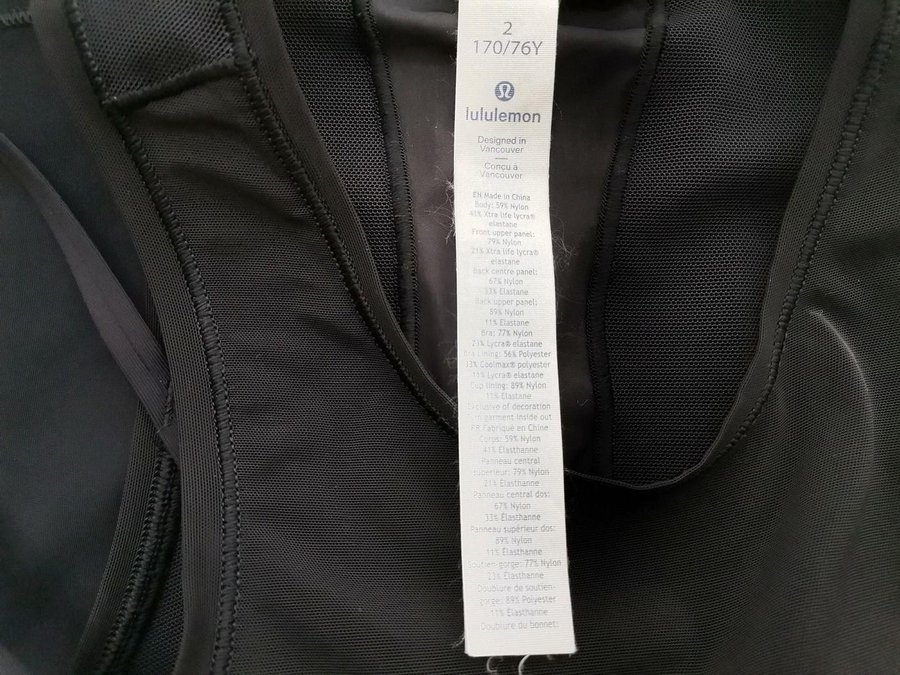 2
170/76Y
lululemon
Designed in
Vancouver
Conçu à
Vancouver
EN Made in China
Body: 59% Nylon
41% Xtra life lycra®
elastane
Front upper panel:
79% Nylon
21% Xtra life lycra®
elastane
Back centre panel:
67% Nylon
33% Elastane
Back upper panel:
89% Nylon
11% Elastane
Bra: 77% Nylon
23% Lycra® elastane
Bra Lining: 56% Polyester
33% Coolmax® polyester
11% Lycra® elastane
Cup lining: 89% Nylon
11% Elastane
Exclusive of decoration
garment inside out
FR Fabriqué en Chine
Corps: 59% Nylon
41% Élasthanne
Panneau central
supérieur: 79% Nylon
21% Élasthanne
Panneau central dos:
67% Nylon
33% Élasthanne
Panneau supérieur dos:
89% Nylon
11% Élasthanne
Soutien-gorge: 77% Nylon
23% Élasthanne
Doublure de soutien-
gorge: 89% Polyester
11% Élasthanne
Doublure du bonnet: